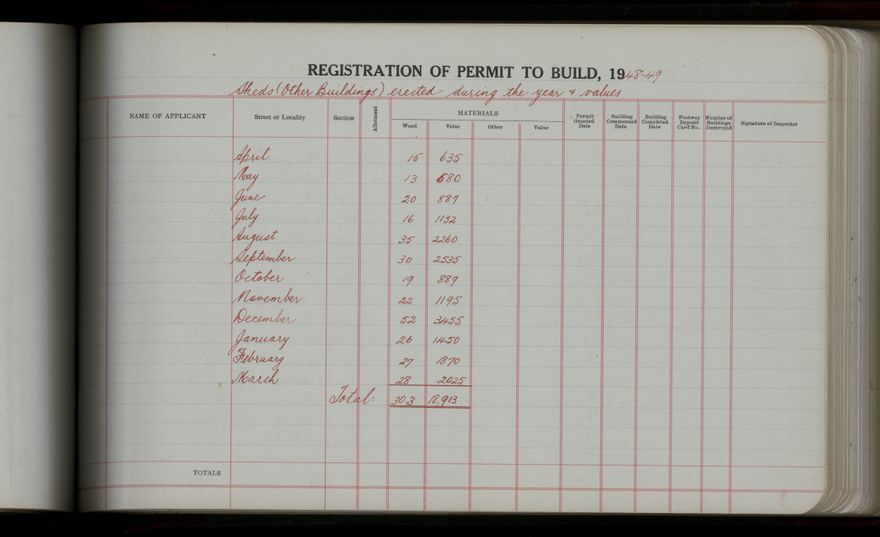 REGISTRATION OF PERMIT TO BUILD, 1948-49
Sheds (Other Buildings) erected during the year & values
NAME OF APPLICANT Street or Locality Section Allotment MATERIALS Permit Granted Date Building Commenced Date Building Completed Date Footway Deposit Card No. Number of Buildings Destroyed Signature of Inspector
Wood Value Other Value
April 15 635
May 13 580
June 20 887
July 16 1132
August 35 2260
September 30 2535
October 19 889
November 22 1195
December 52 3455
January 26 1450
February 27 1870
March 28 2025
Total: 303 18,913
TOTALS